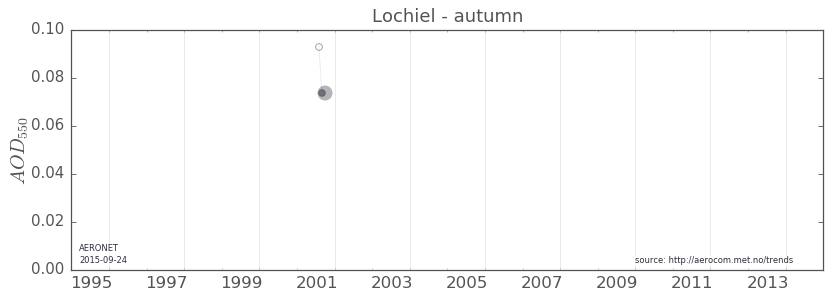 Lochiel - autumn
0.10
0.08
0.06
0.04
0.02
0.00
AOD550
AERONET
2015-09-24
source: http://aerocom.met.no/trends
1995 1997 1999 2001 2003 2005 2007 2009 2011 2013